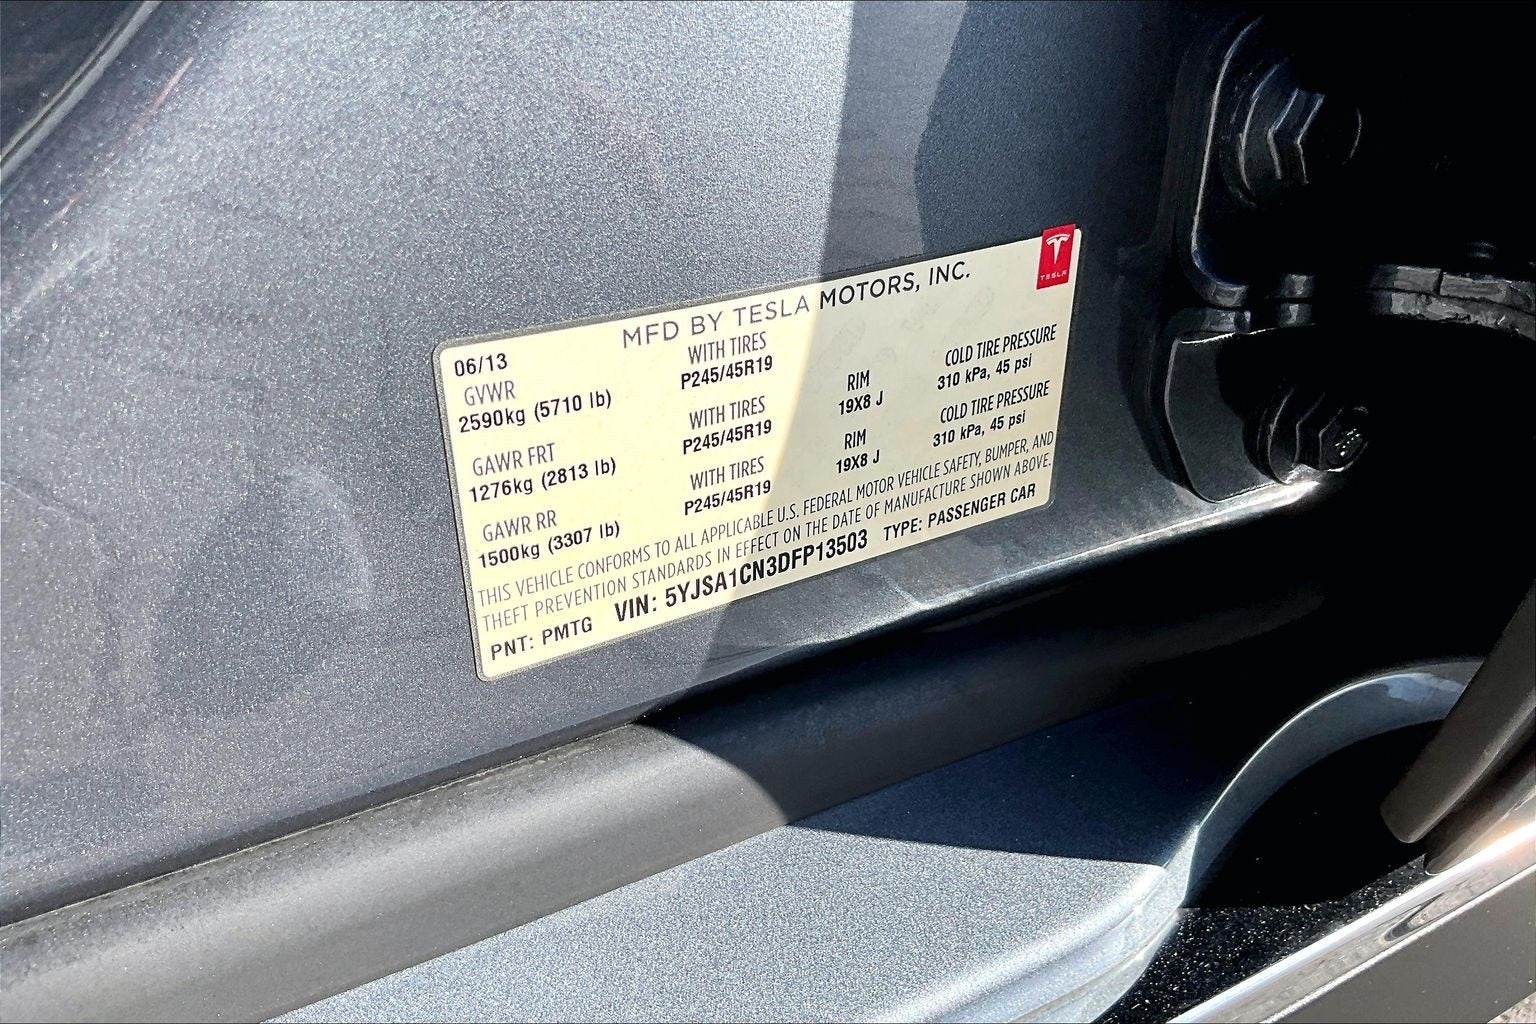 TESLA
MFD BY TESLA MOTORS, INC.
06/13
GVWR
2590kg (5710 lb)
WITH TIRES
P245/45R19
RIM
19X8 J
COLD TIRE PRESSURE
310 kPa, 45 psi
GAWR FRT
1276kg (2813 lb)
WITH TIRES
P245/45R19
RIM
19X8 J
COLD TIRE PRESSURE
310 kPa, 45 psi
GAWR RR
1500kg (3307 lb)
WITH TIRES
P245/45R19
THIS VEHICLE CONFORMS TO ALL APPLICABLE U.S. FEDERAL MOTOR VEHICLE SAFETY, BUMPER, AND
THEFT PREVENTION STANDARDS IN EFFECT ON THE DATE OF MANUFACTURE SHOWN ABOVE.
PNT: PMTG VIN: 5YJSA1CN3DFP13503 TYPE: PASSENGER CAR